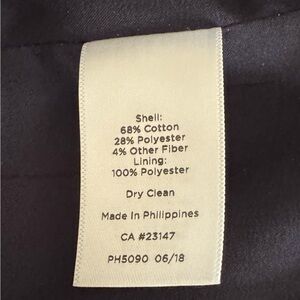 Shell:
68% Cotton
28% Polyester
4% Other Fiber
Lining:
100% Polyester
Dry Clean
Made In Philippines
CA #23147
PH5090 06/18